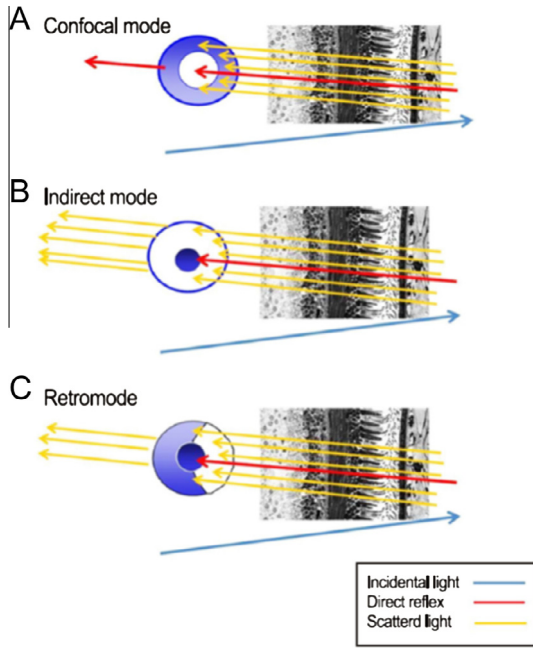 A
Confocal mode
B
Indirect mode
C
Retromode
Incidental light
Direct reflex
Scatterd light